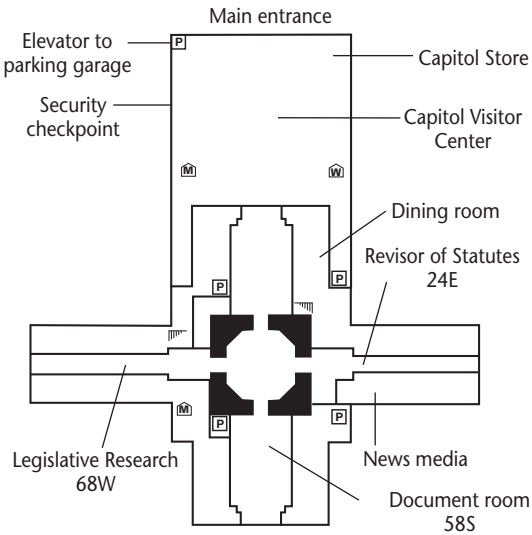 Main entrance
Elevator to
parking garage
P
Capitol Store
Security
checkpoint
Capitol Visitor
Center
M
W
Dining room
Revisor of Statutes
24E
P
P
M
P
P
Legislative Research
68W
News media
Document room
58S